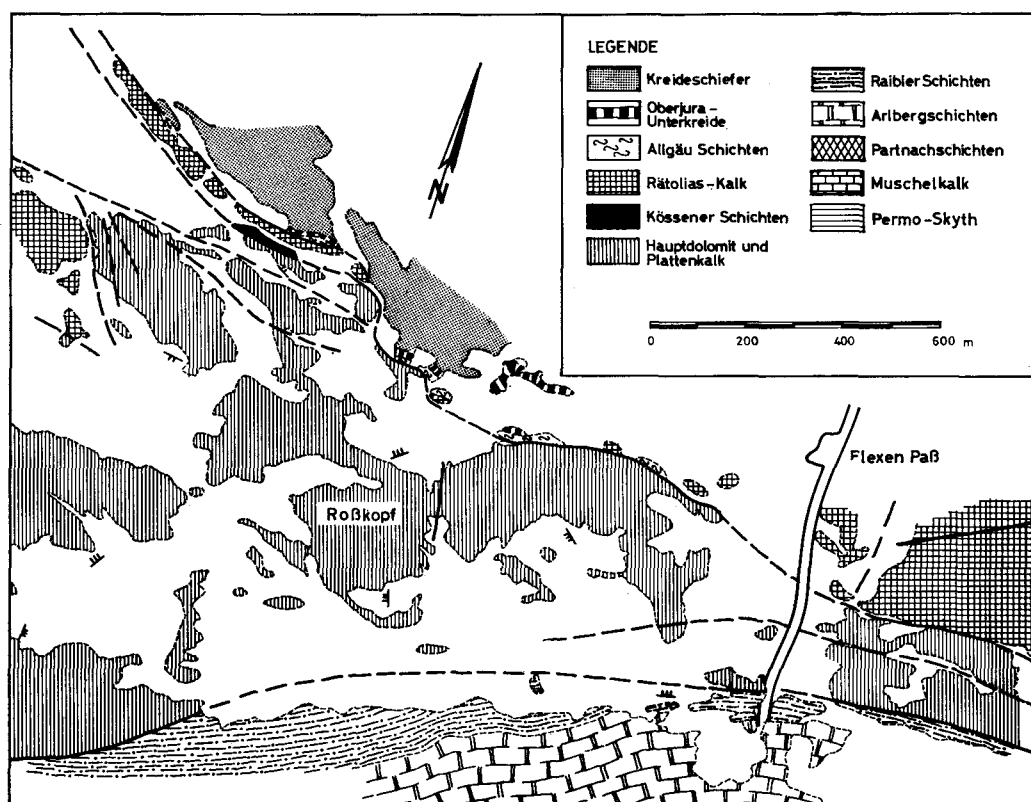 LEGENDE
Kreideschiefer
Oberjura-
Unterkreide
Allgäu Schichten
Rätolias-Kalk
Kössener Schichten
Hauptdolomit und
Plattenkalk
Raibler Schichten
Arlbergschichten
Partnachschichten
Muschelkalk
Permo-Skyth
0 200 400 600 m
N
Flexen Paß
Roßkopf